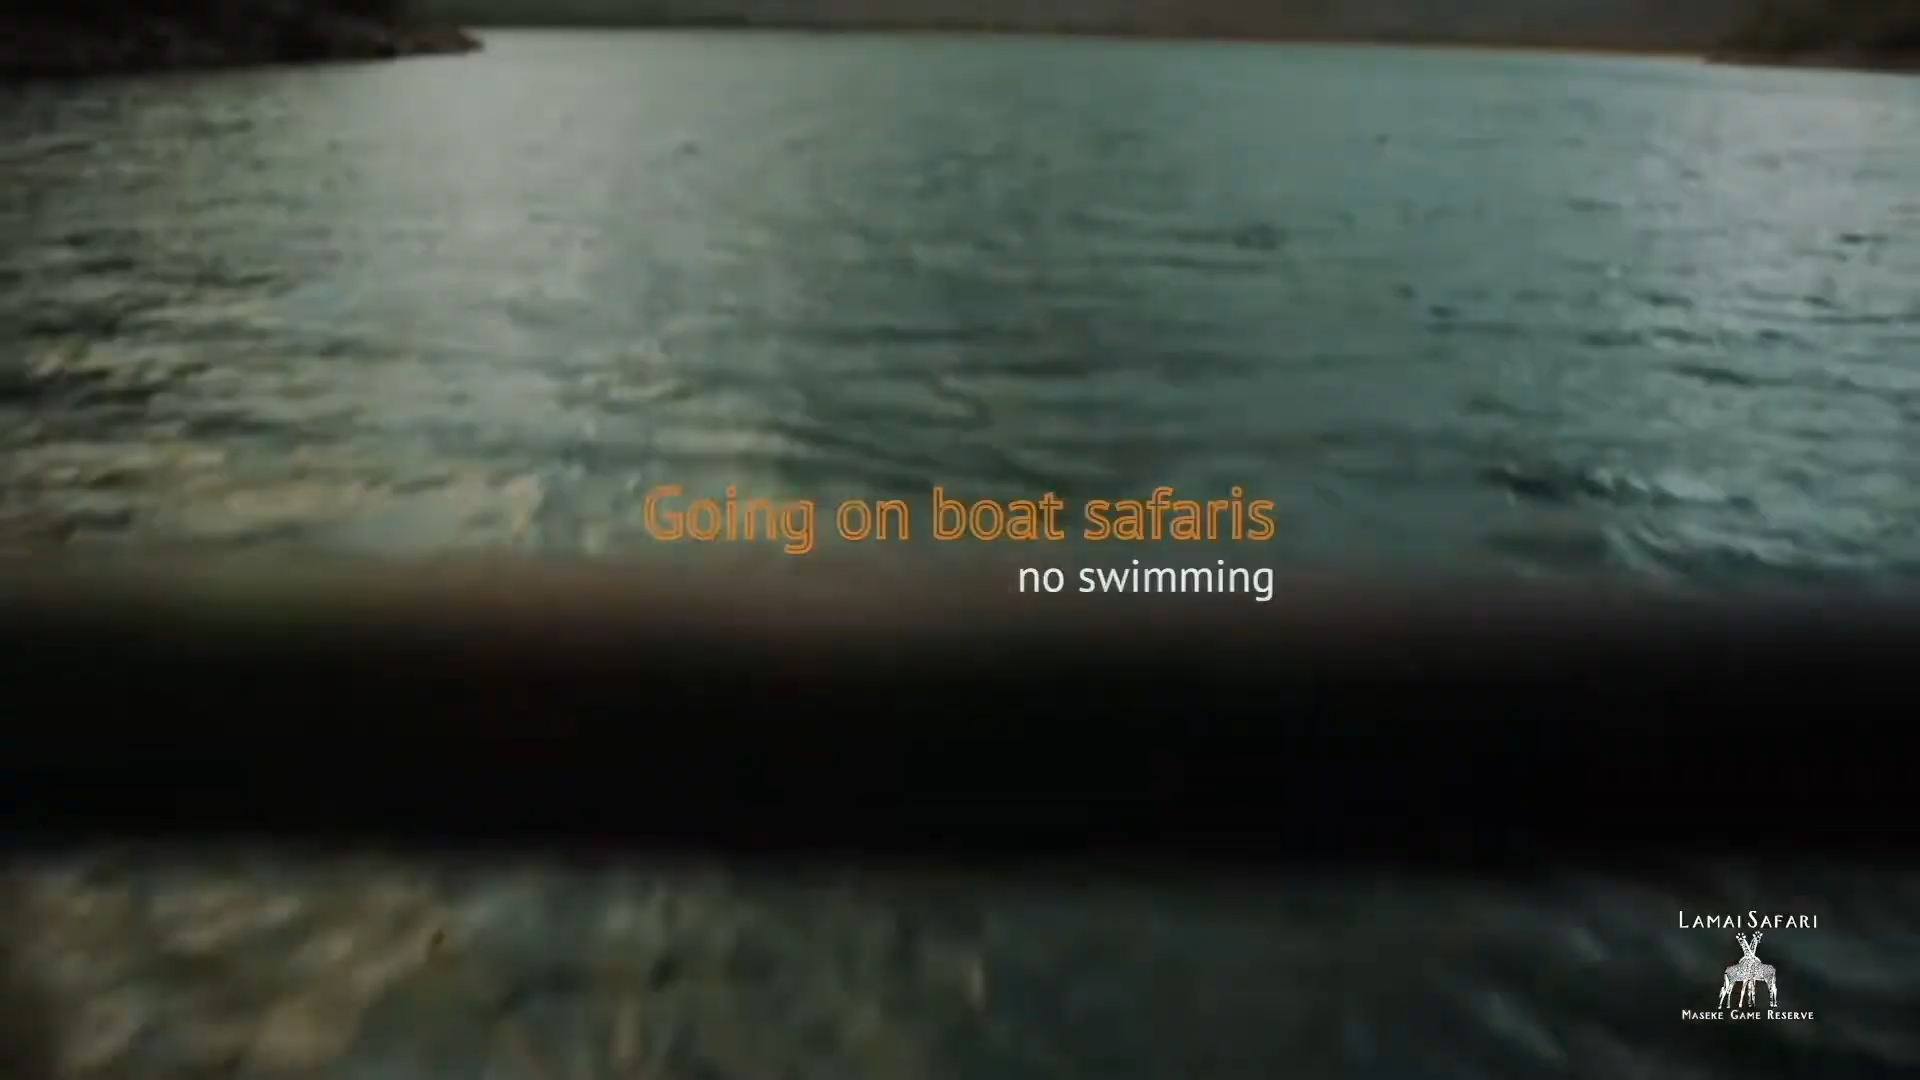 Going on boat safaris
no swimming
LAMAI SAFARI
MASEKE GAME RESERVE